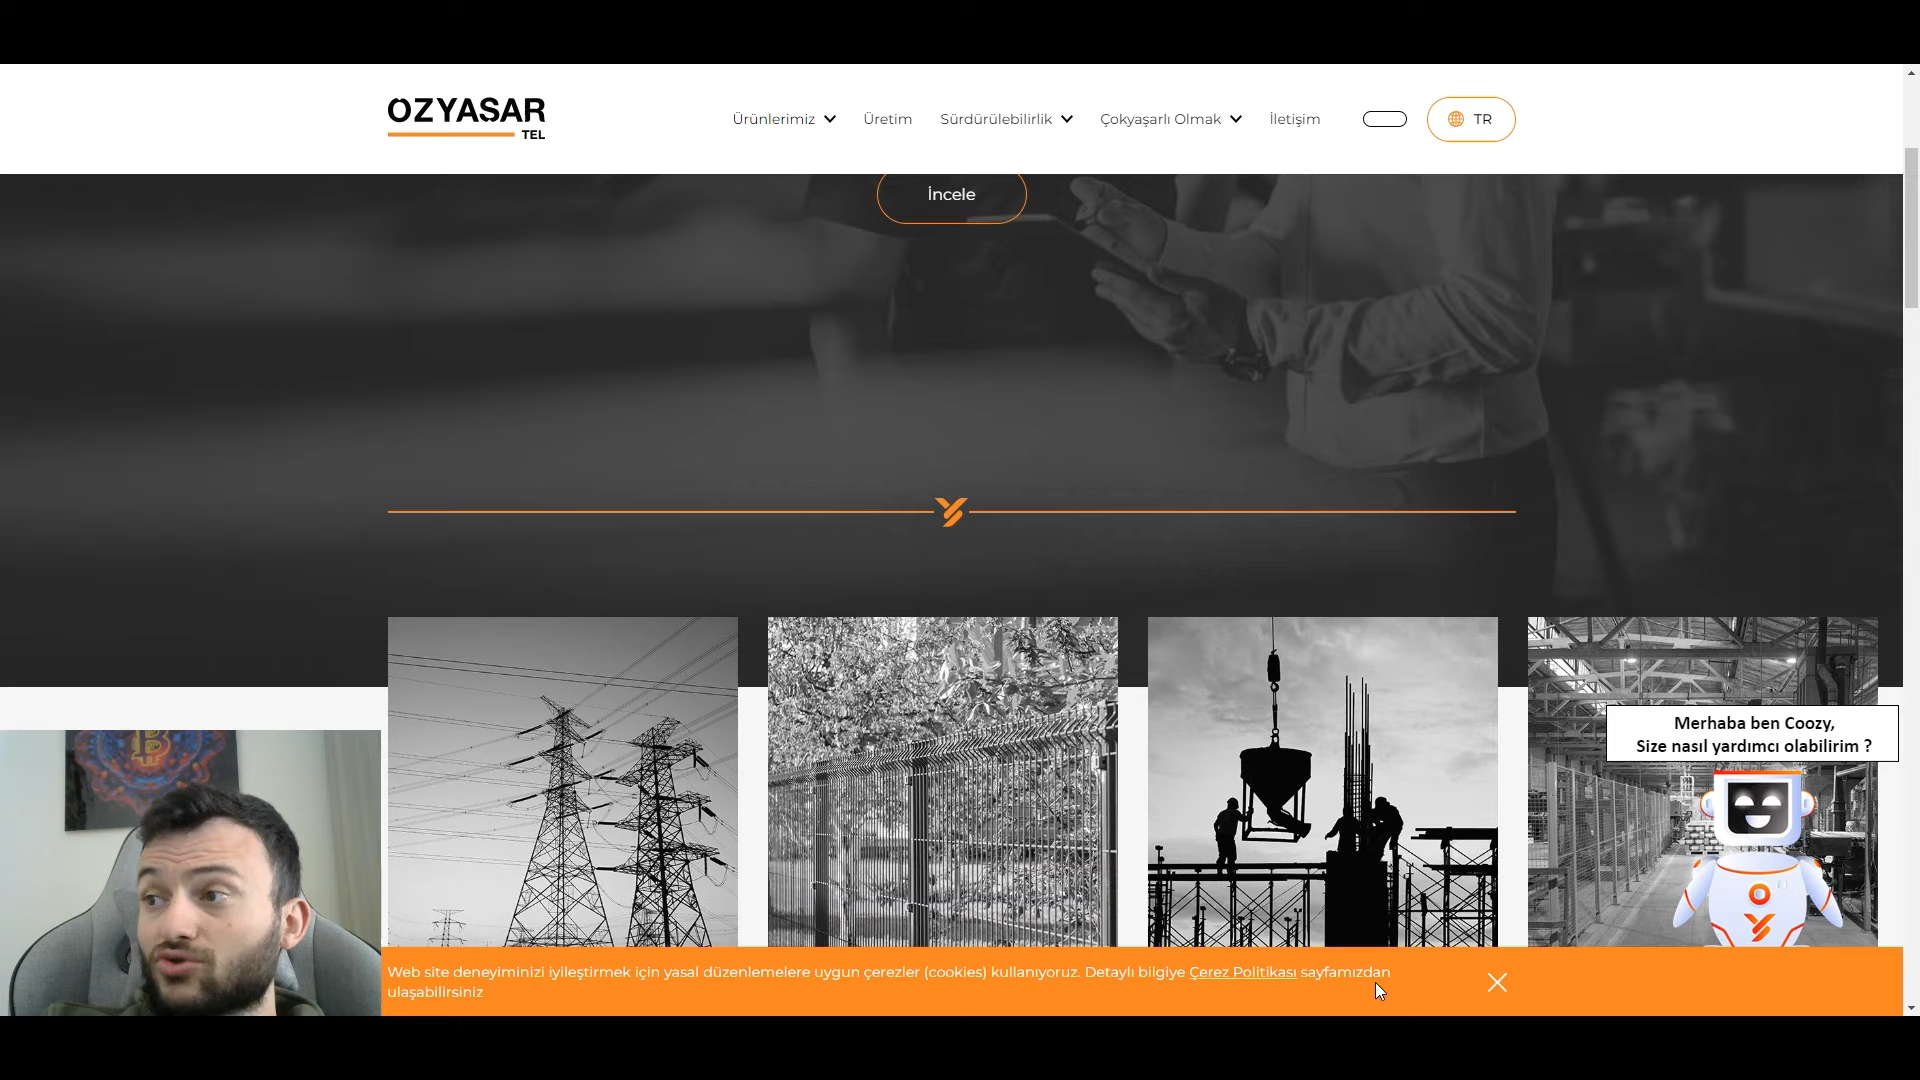 OZYASAR
TEL
Ürünlerimiz
Üretim
Sürdürülebilirlik
Çokyaşarlı Olmak
İletişim
TR
İncele
Merhaba ben Coozy,
Size nasıl yardımcı olabilirim ?
Web site deneyiminizi iyileştirmek için yasal düzenlemelere uygun çerezler (cookies) kullanıyoruz. Detaylı bilgiye Çerez Politikası sayfamızdan
ulaşabilirsiniz